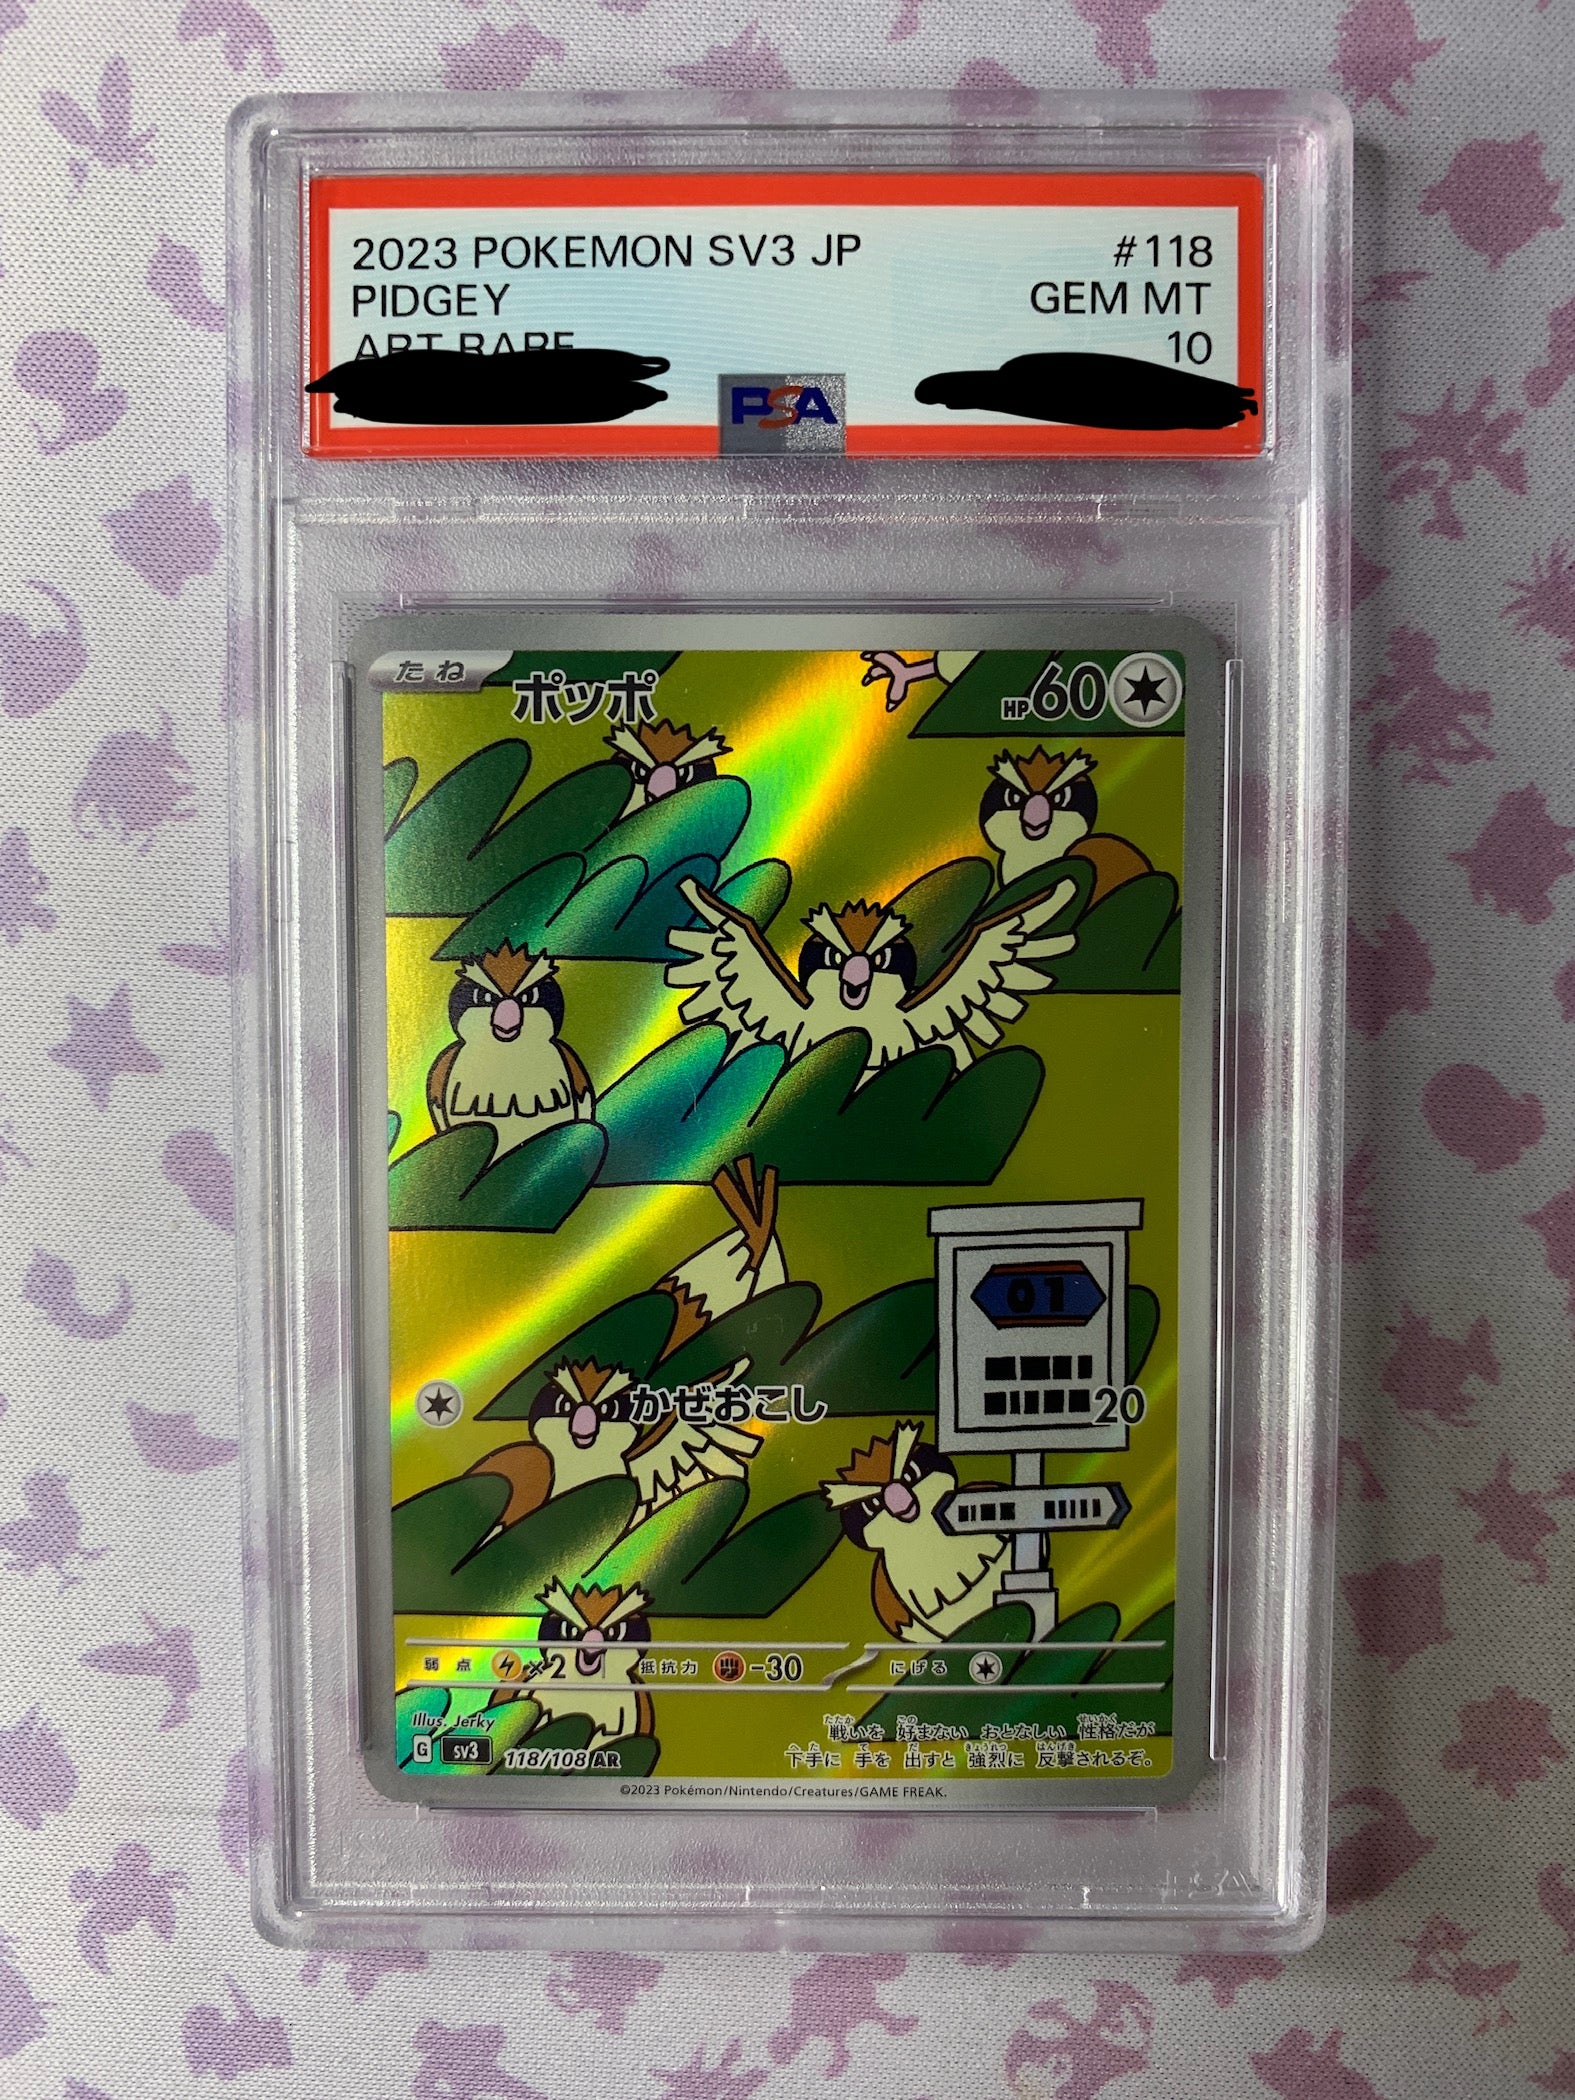 2023 POKEMON SV3 JP #118
PIDGEY GEM MT
ART RARE 10
PSA
たね ポッポ HP60
01
かぜおこし 20
弱点 ×2 抵抗力 -30 にげる
Illus. Jerky
戦いを 好まない おとなしい 性格だが
G sv3 118/108 AR
下手に 手を 出すと 強烈に 反撃されるぞ。
©2023 Pokémon/Nintendo/Creatures/GAME FREAK.
PSA